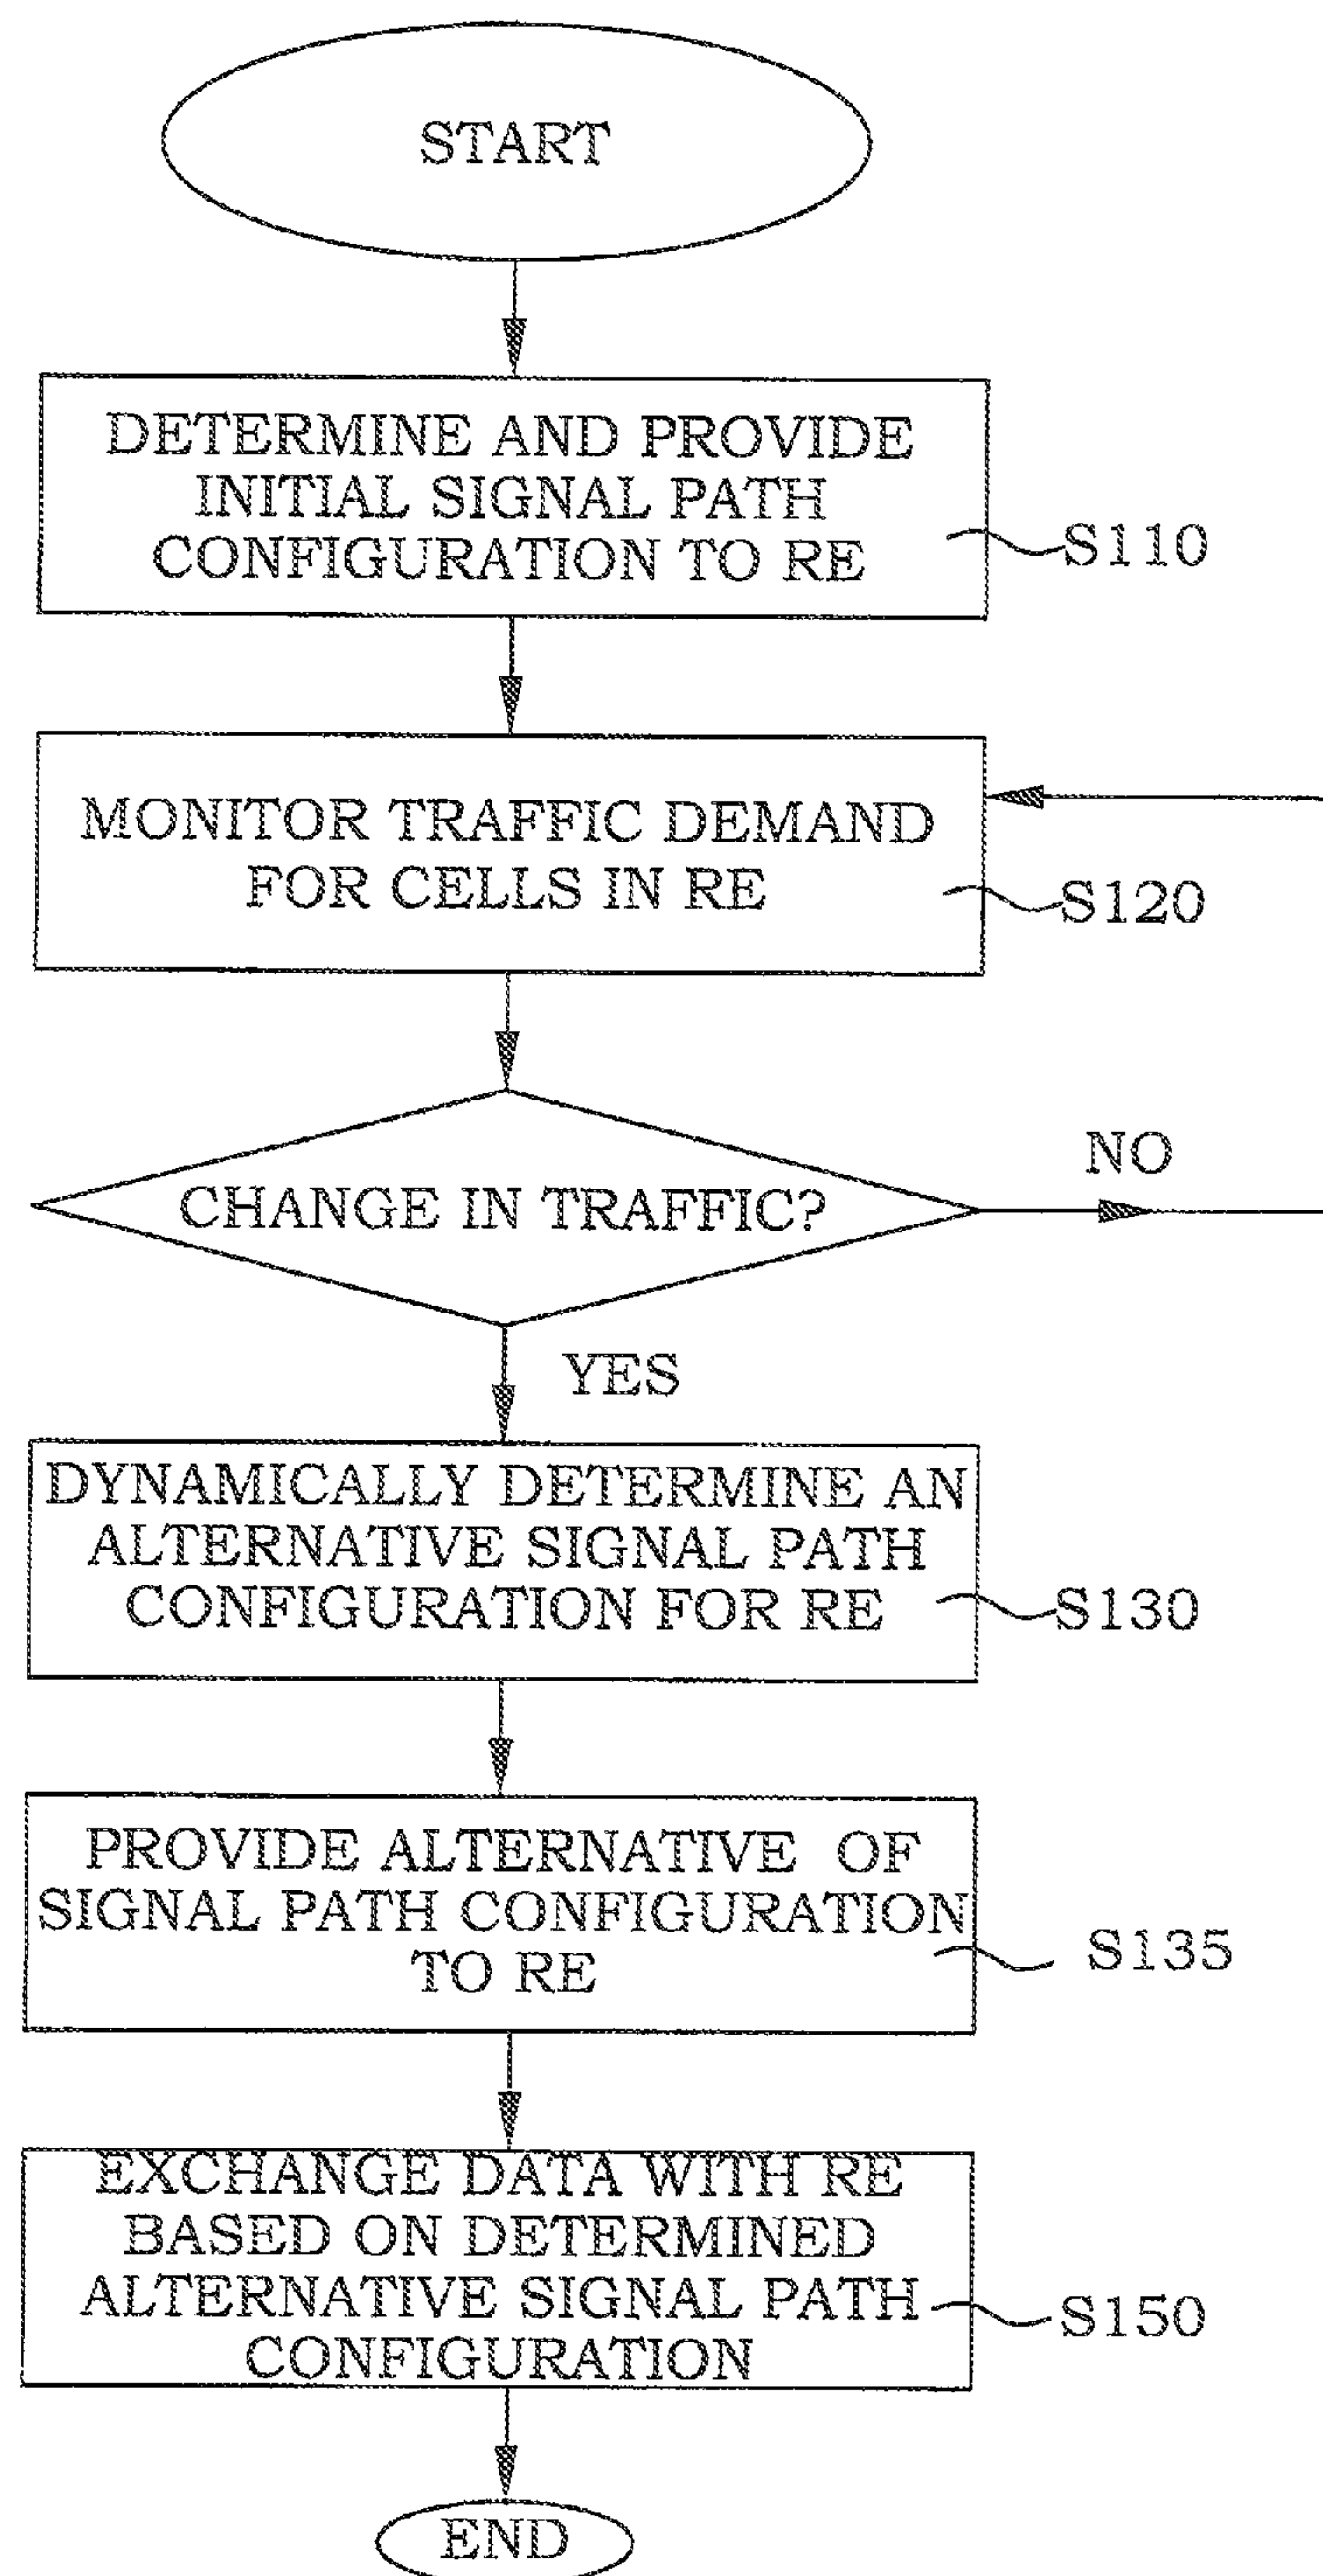 START
DETERMINE AND PROVIDE
INITIAL SIGNAL PATH
CONFIGURATION TO RE
S110
MONITOR TRAFFIC DEMAND
FOR CELLS IN RE
S120
CHANGE IN TRAFFIC?
NO
YES
DYNAMICALLY DETERMINE AN
ALTERNATIVE SIGNAL PATH
CONFIGURATION FOR RE
S130
PROVIDE ALTERNATIVE OF
SIGNAL PATH CONFIGURATION
TO RE
S135
EXCHANGE DATA WITH RE
BASED ON DETERMINED
ALTERNATIVE SIGNAL PATH
CONFIGURATION
S150
END